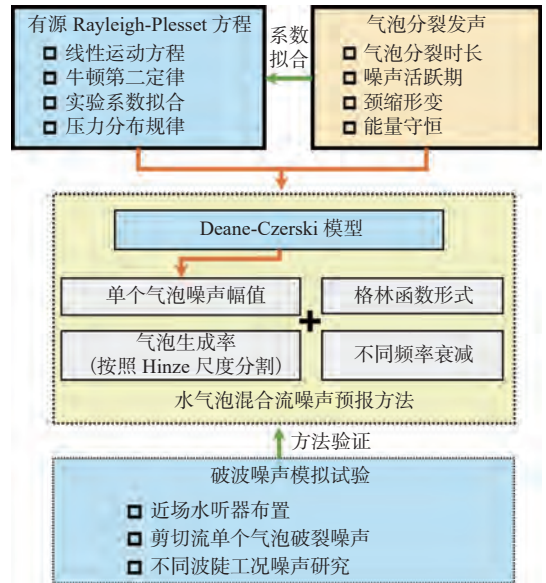 有源 Rayleigh-Plesset 方程
线性运动方程
牛顿第二定律
实验系数拟合
压力分布规律
系数
拟合
气泡分裂发声
气泡分裂时长
噪声活跃期
颈缩形变
能量守恒
Deane-Czerski 模型
单个气泡噪声幅值
格林函数形式
+
气泡生成率
(按照 Hinze 尺度分割)
不同频率衰减
水气泡混合流噪声预报方法
方法验证
破波噪声模拟试验
近场水听器布置
剪切流单个气泡破裂噪声
不同波陡工况噪声研究